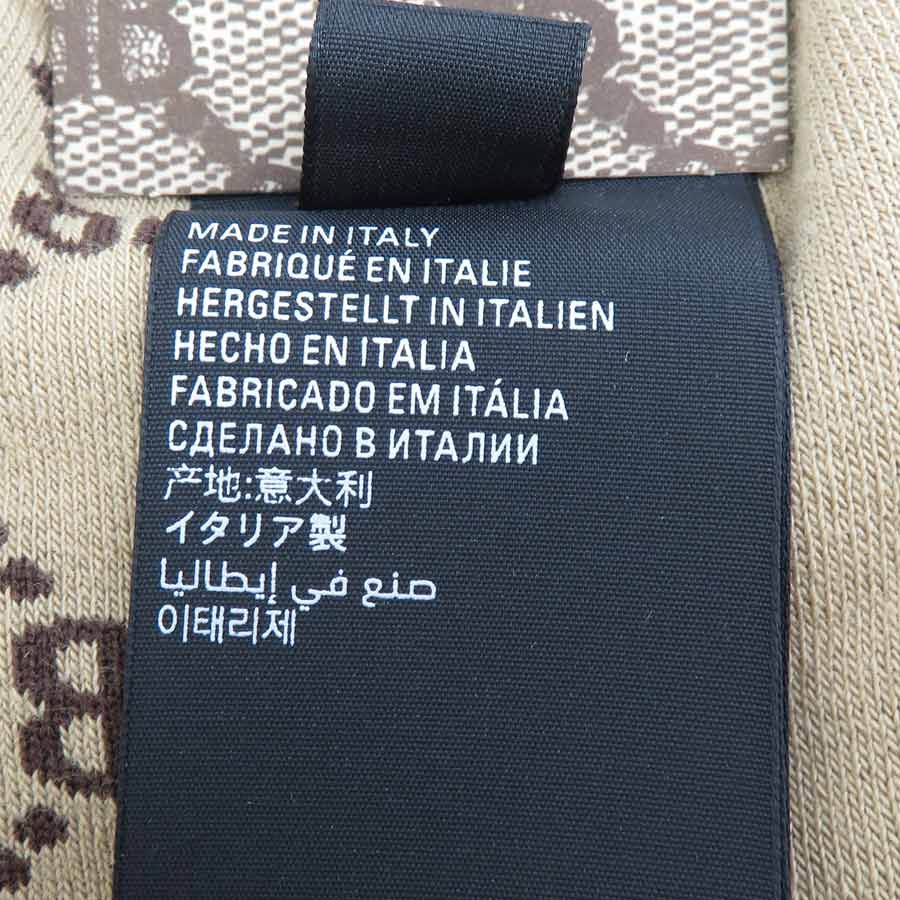 MADE IN ITALY
FABRIQUÉ EN ITALIE
HERGESTELLT IN ITALIEN
HECHO EN ITALIA
FABRICADO EM ITÁLIA
СДЕЛАНО В ИТАЛИИ
产地:意大利
イタリア製
صنع في إيطاليا
이태리제